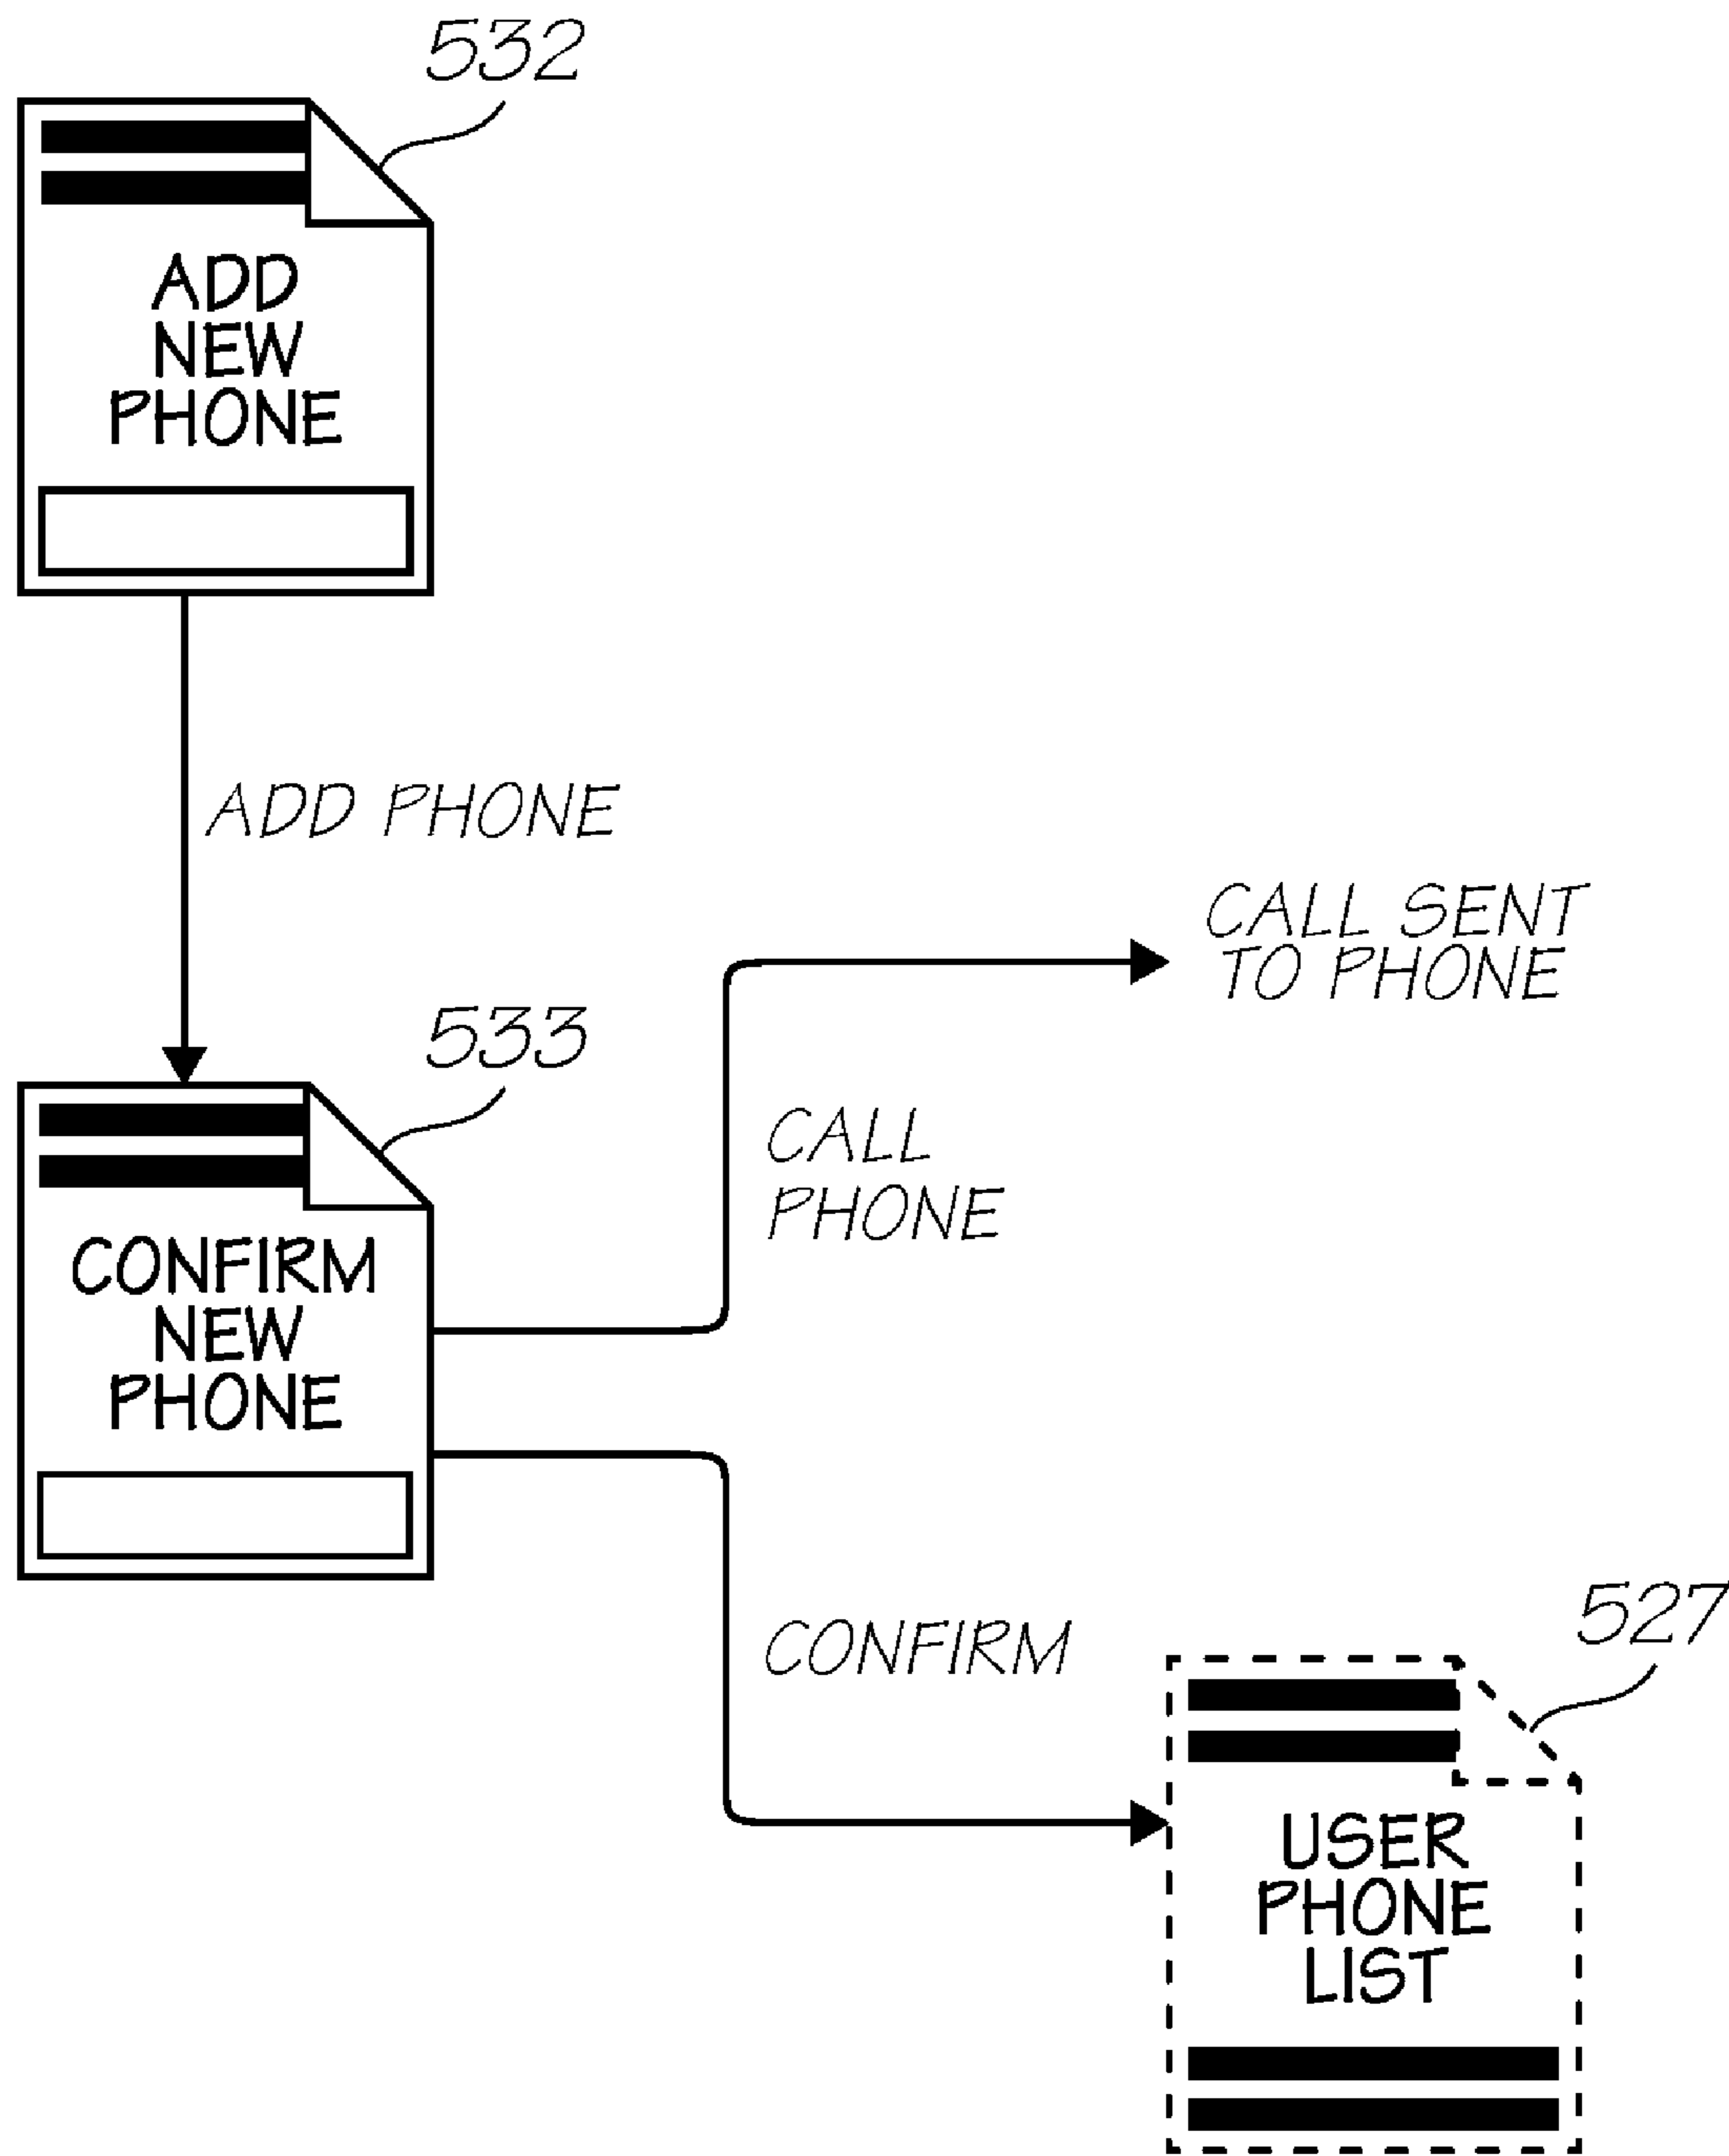 532
ADD
NEW
PHONE
ADD PHONE
CALL SENT
TO PHONE
533
CALL
PHONE
CONFIRM
NEW
PHONE
CONFIRM
527
USER
PHONE
LIST